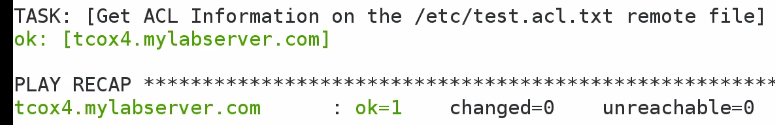 TASK: [Get ACL Information on the /etc/test.acl.txt remote file]
ok: [tcox4.mylabserver.com]
PLAY RECAP ******************************************************
tcox4.mylabserver.com : ok=1 changed=0 unreachable=0